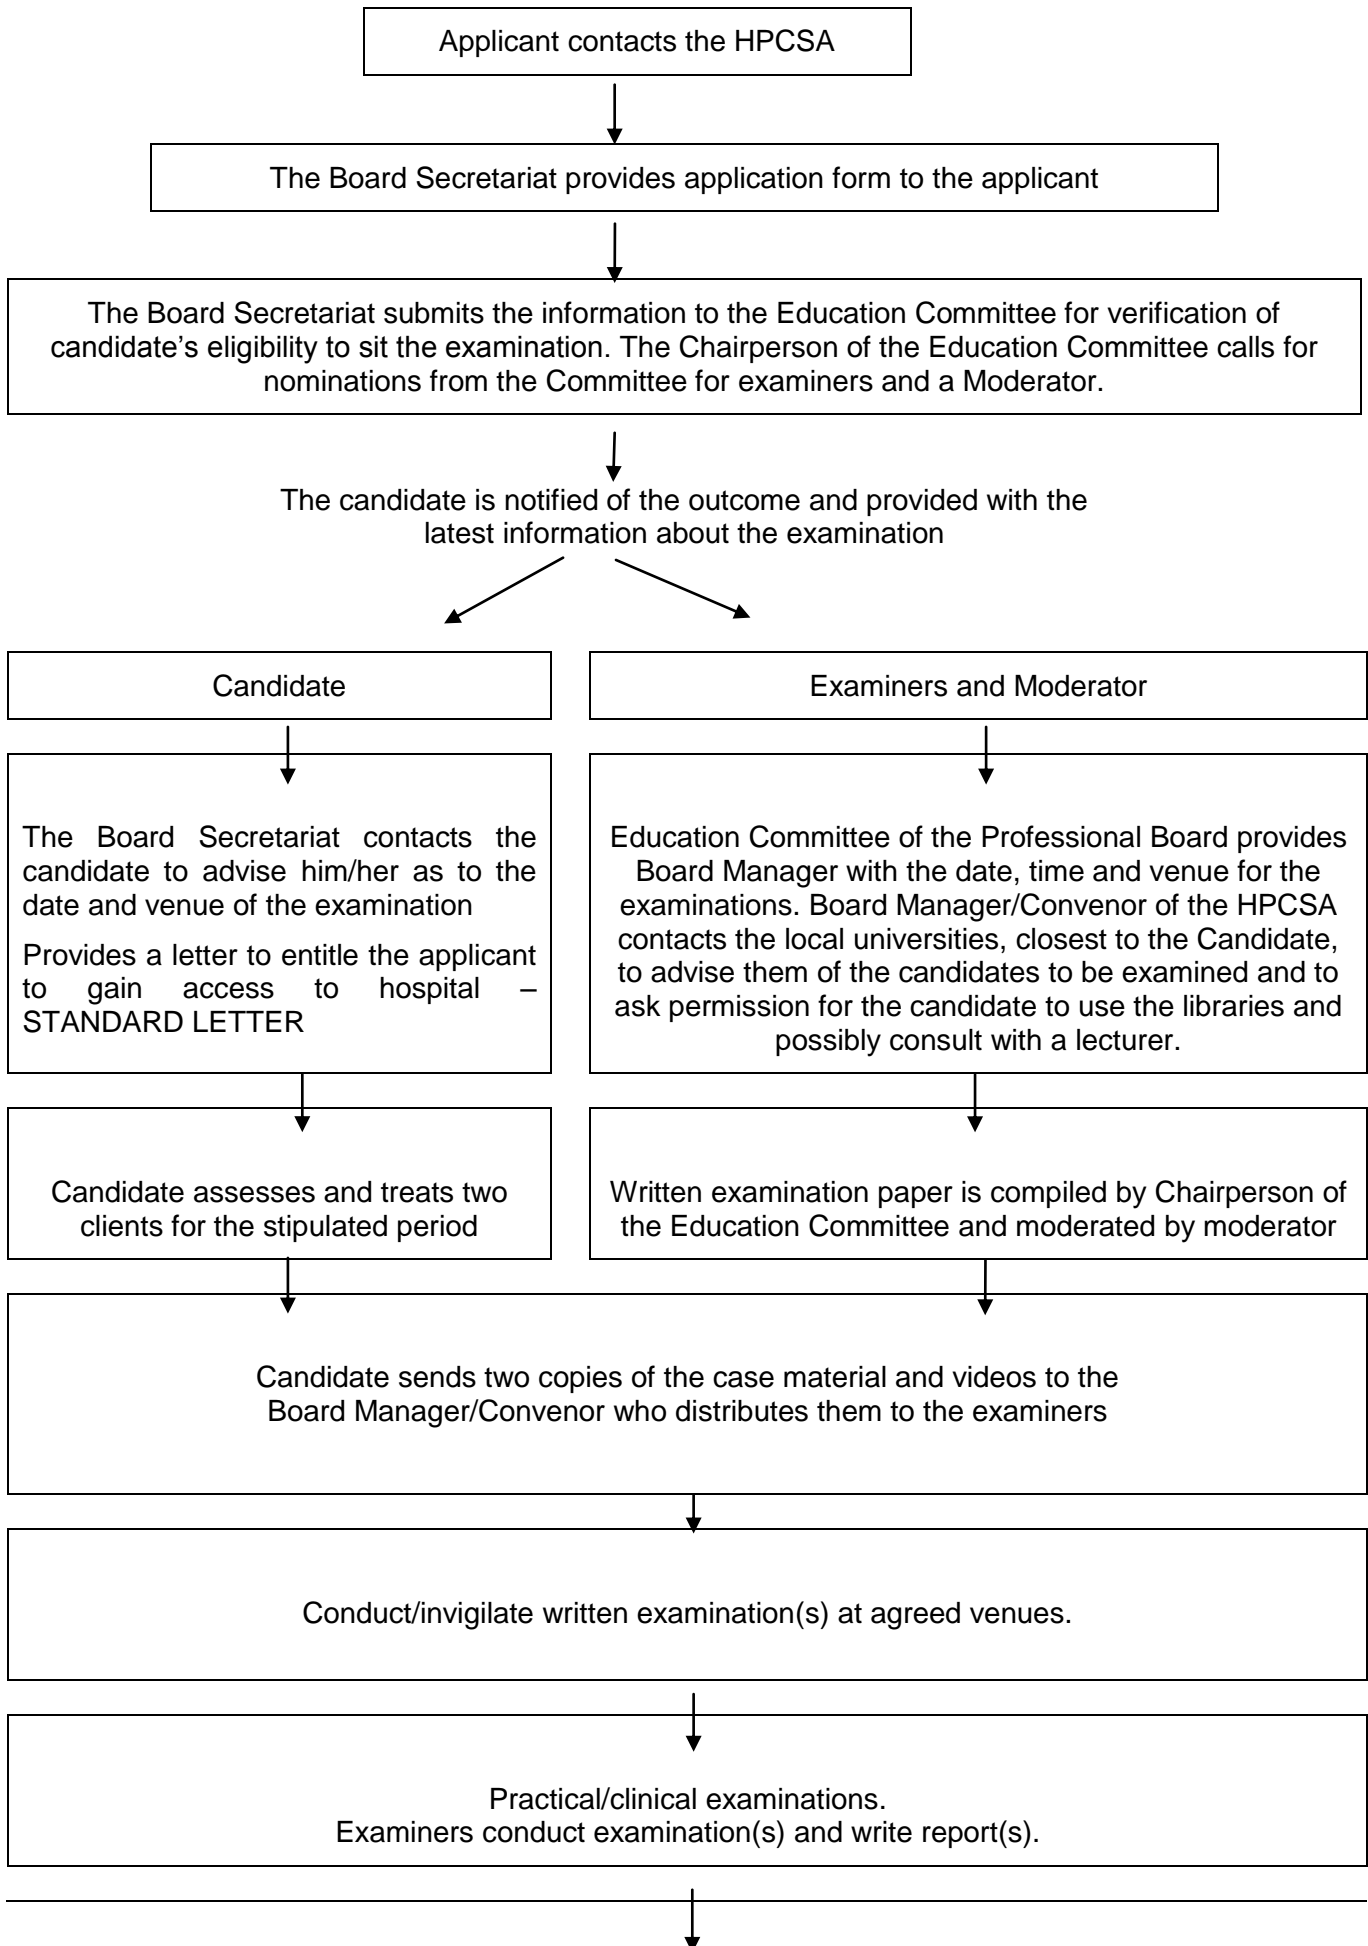 Applicant contacts the HPCSA
The Board Secretariat provides application form to the applicant
The Board Secretariat submits the information to the Education Committee for verification of
candidate's eligibility to sit the examination. The Chairperson of the Education Committee calls for
nominations from the Committee for examiners and a Moderator.
The candidate is notified of the outcome and provided with the
latest information about the examination
Candidate
The Board Secretariat contacts the
candidate to advise him/her as to the
date and venue of the examination
Provides a letter to entitle the applicant
to gain access to hospital –
STANDARD LETTER
Candidate assesses and treats two
clients for the stipulated period
Examiners and Moderator
Education Committee of the Professional Board provides
Board Manager with the date, time and venue for the
examinations. Board Manager/Convenor of the HPCSA
contacts the local universities, closest to the Candidate,
to advise them of the candidates to be examined and to
ask permission for the candidate to use the libraries and
possibly consult with a lecturer.
Written examination paper is compiled by Chairperson of
the Education Committee and moderated by moderator
Candidate sends two copies of the case material and videos to the
Board Manager/Convenor who distributes them to the examiners
Conduct/invigilate written examination(s) at agreed venues.
Practical/clinical examinations.
Examiners conduct examination(s) and write report(s).